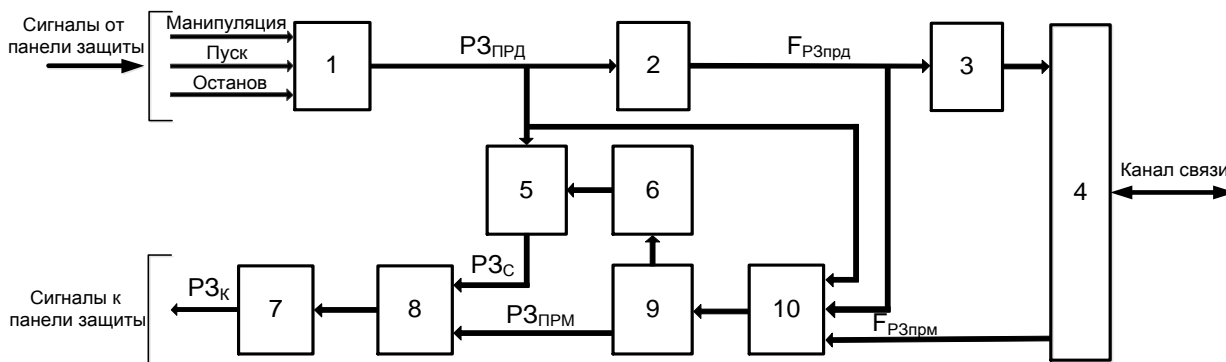 Сигналы от
панели защиты
Манипуляция
Пуск
Останов
1
РЗПРД
2
FРЗпрд
3
4
Канал связи
5
6
РЗС
Сигналы к
панели защиты
РЗК
7
8
РЗПРМ
9
10
FРЗпрм